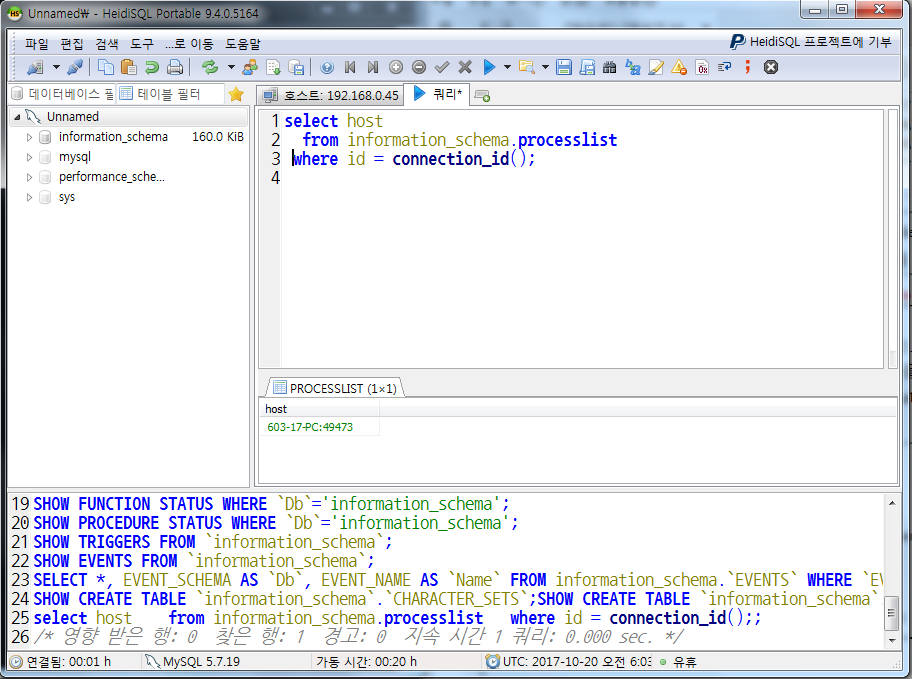 Unnamed₩ - HeidiSQL Portable 9.4.0.5164
파일 편집 검색 도구 ...로 이동 도움말
HeidiSQL 프로젝트에 기부
데이터베이스 필 테이블 필터
호스트: 192.168.0.45 쿼리*
Unnamed
information_schema 160.0 KiB
mysql
performance_sche...
sys
1 select host
2 from information_schema.processlist
3 where id = connection_id();
4
PROCESSLIST (1×1)
host
603-17-PC:49473
19 SHOW FUNCTION STATUS WHERE `Db`='information_schema';
20 SHOW PROCEDURE STATUS WHERE `Db`='information_schema';
21 SHOW TRIGGERS FROM `information_schema`;
22 SHOW EVENTS FROM `information_schema`;
23 SELECT *, EVENT_SCHEMA AS `Db`, EVENT_NAME AS `Name` FROM information_schema.`EVENTS` WHERE `EV
24 SHOW CREATE TABLE `information_schema`.`CHARACTER_SETS`;SHOW CREATE TABLE `information_schema`
25 select host from information_schema.processlist where id = connection_id();;
26 /* 영향 받은 행: 0 찾은 행: 1 경고: 0 지속 시간 1 쿼리: 0.000 sec. */
연결됨: 00:01 h MySQL 5.7.19 가동 시간: 00:20 h UTC: 2017-10-20 오전 6:03 유휴